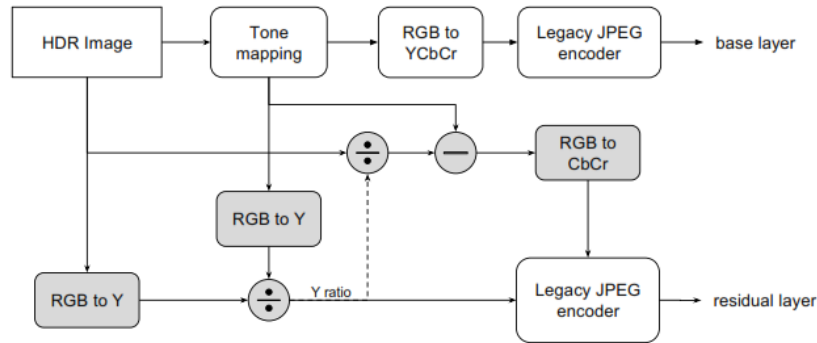 HDR Image
Tone
mapping
RGB to
YCbCr
Legacy JPEG
encoder
base layer
RGB to
CbCr
RGB to Y
RGB to Y
Y ratio
Legacy JPEG
encoder
residual layer